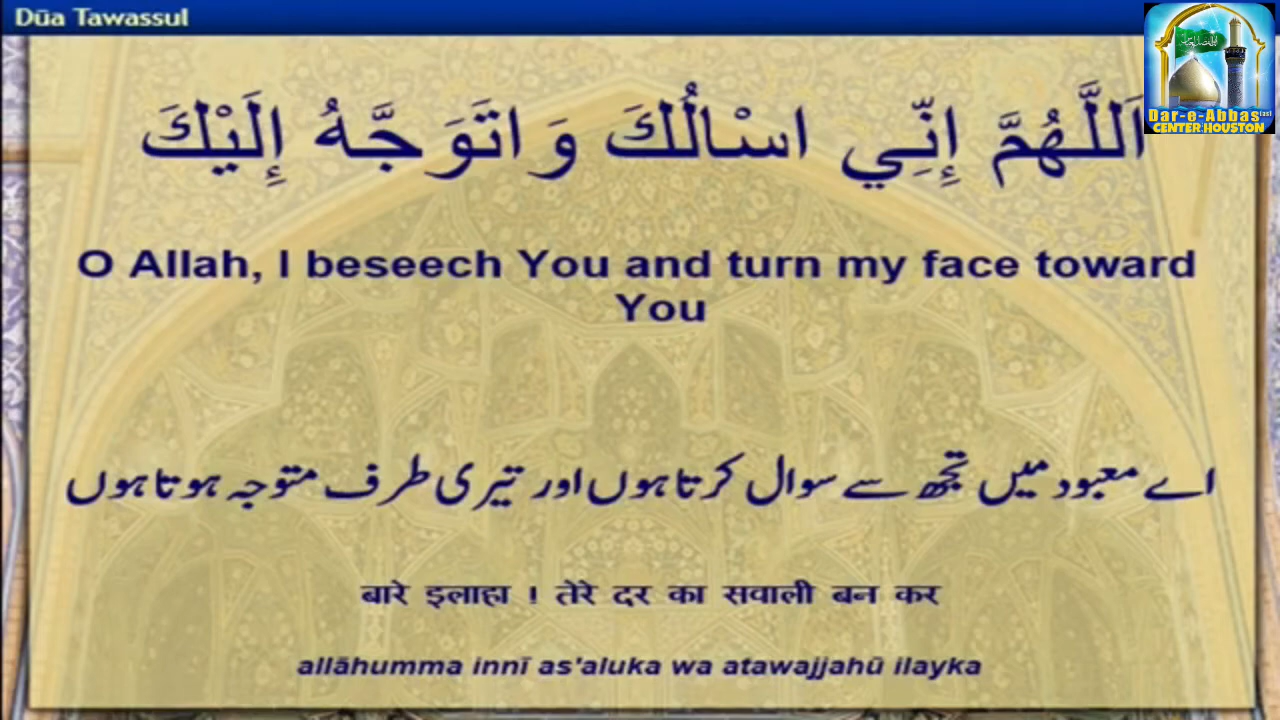 Dūa Tawassul
Dar-e-Abbas(as)
CENTER HOUSTON
اَللَّهُمَّ إِنِّي اسْالُكَ وَاتَوَجَّهُ إِلَيْكَ
O Allah, I beseech You and turn my face toward
You
اے معبود میں تجھ سے سوال کرتا ہوں اور تیری طرف متوجہ ہوتا ہوں
बारे इलाहा ! तेरे दर का सवाली बन कर
allāhumma innī as'aluka wa atawajjahū ilayka